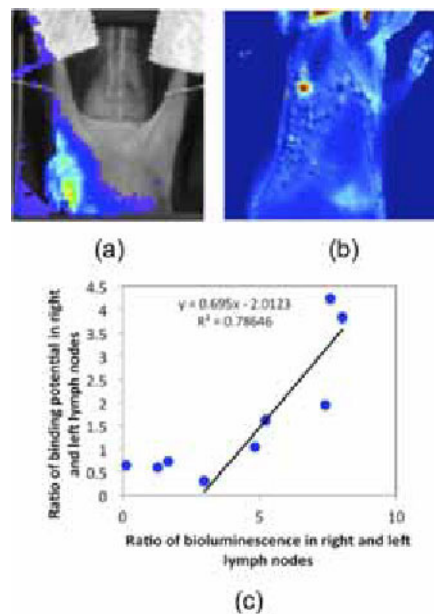 (a)
(b)
y = 0.695x - 2.0123
R² = 0.78646
Ratio of binding potential in right
and left lymph nodes
4.5
4
3.5
3
2.5
2
1.5
1
0.5
0
0
5
10
Ratio of bioluminescence in right and left
lymph nodes
(c)